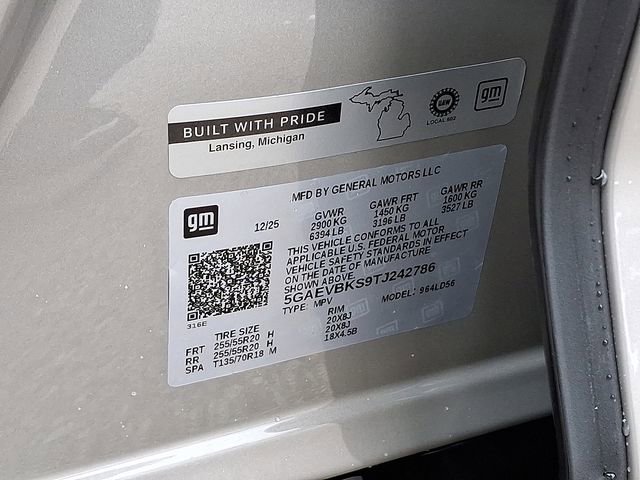 BUILT WITH PRIDE
Lansing, Michigan
UAW
LOCAL 602
gm
MFD BY GENERAL MOTORS LLC
gm
12/25
GVWR GAWR FRT GAWR RR
2900 KG 1450 KG 1600 KG
6394 LB 3196 LB 3527 LB
THIS VEHICLE CONFORMS TO ALL
APPLICABLE U.S. FEDERAL MOTOR
VEHICLE SAFETY STANDARDS IN EFFECT
ON THE DATE OF MANUFACTURE
SHOWN ABOVE.
5GAEVBKS9TJ242786
TYPE: MPV MODEL: 964LD56
316E
TIRE SIZE RIM
FRT 255/55R20 H 20X8J
RR 255/55R20 H 20X8J
SPA T135/70R18 M 18X4.5B